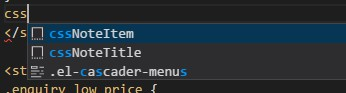 css
</s
cssNoteItem
cssNoteTitle
<st
.el-cascader-menus
.enquiry low price {